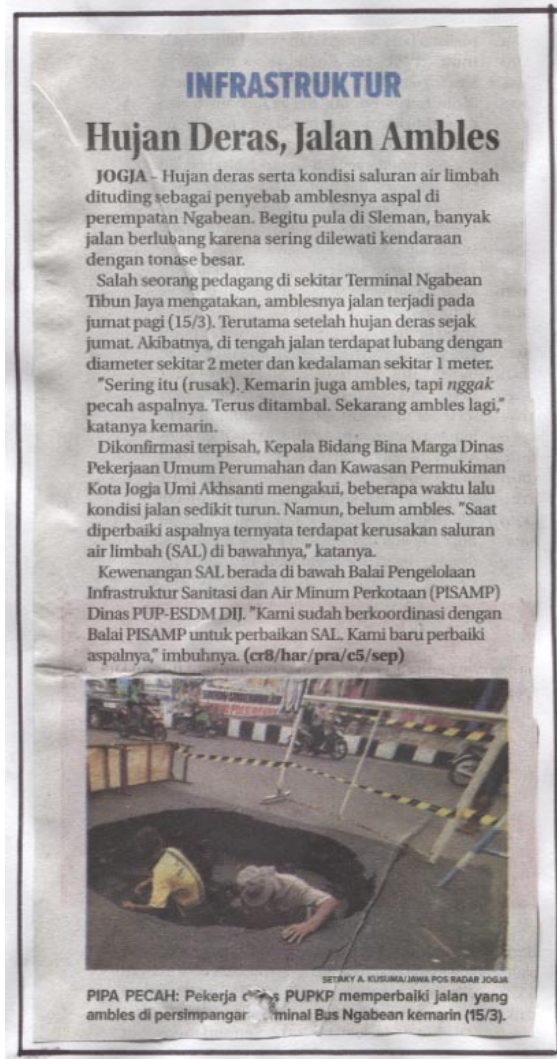 INFRASTRUKTUR
Hujan Deras, Jalan Ambles
JOGJA – Hujan deras serta kondisi saluran air limbah
dituding sebagai penyebab amblesnya aspal di
perempatan Ngabean. Begitu pula di Sleman, banyak
jalan berlubang karena sering dilewati kendaraan
dengan tonase besar.
Salah seorang pedagang di sekitar Terminal Ngabean
Tibun Jaya mengatakan, amblesnya jalan terjadi pada
jumat pagi (15/3). Terutama setelah hujan deras sejak
jumat. Akibatnya, di tengah jalan terdapat lubang dengan
diameter sekitar 2 meter dan kedalaman sekitar 1 meter.
"Sering itu (rusak). Kemarin juga ambles, tapi nggak
pecah aspalnya. Terus ditambal. Sekarang ambles lagi,"
katanya kemarin.
Dikonfirmasi terpisah, Kepala Bidang Bina Marga Dinas
Pekerjaan Umum Perumahan dan Kawasan Permukiman
Kota Jogja Umi Akhsanti mengakui, beberapa waktu lalu
kondisi jalan sedikit turun. Namun, belum ambles. "Saat
diperbaiki aspalnya ternyata terdapat kerusakan saluran
air limbah (SAL) di bawahnya," katanya.
Kewenangan SAL berada di bawah Balai Pengelolaan
Infrastruktur Sanitasi dan Air Minum Perkotaan (PISAMP)
Dinas PUP-ESDM DIJ. "Kami sudah berkoordinasi dengan
Balai PISAMP untuk perbaikan SAL. Kami baru perbaiki
aspalnya," imbuhnya. (cr8/har/pra/c5/sep)
A. KUSUMA/JAWA POS RADAR JOGJA
PIPA PECAH: Pekerja PUPKP memperbaiki jalan yang
ambles di Bus Ngabean kemarin (15/3).